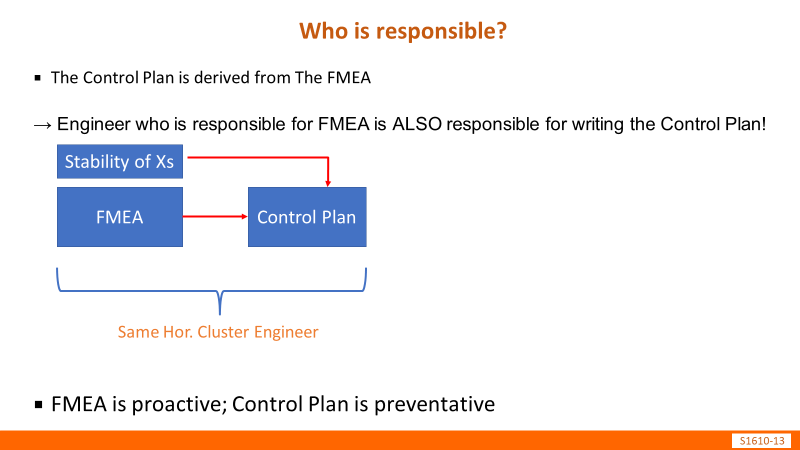 Who is responsible?
▪ The Control Plan is derived from The FMEA
→ Engineer who is responsible for FMEA is ALSO responsible for writing the Control Plan!
Stability of Xs
FMEA
Control Plan
Same Hor. Cluster Engineer
▪ FMEA is proactive; Control Plan is preventative
S1610-13